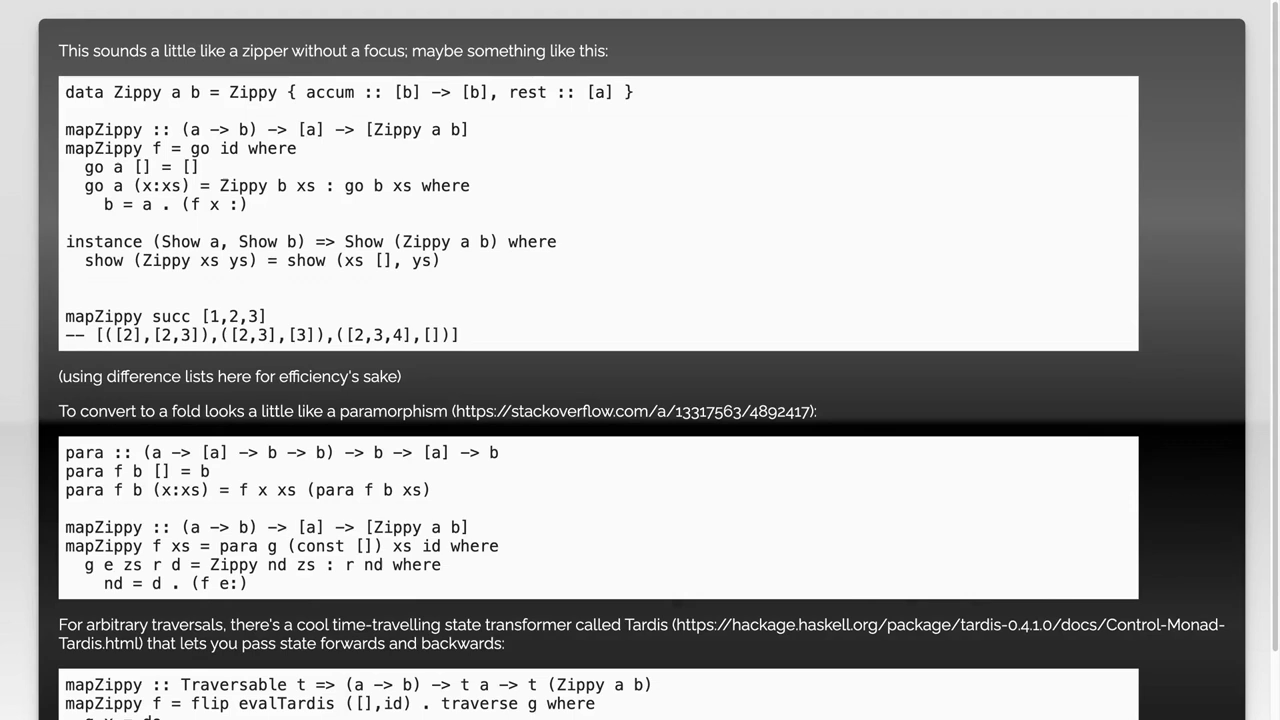 This sounds a little like a zipper without a focus; maybe something like this:
data Zippy a b = Zippy { accum :: [b] -> [b], rest :: [a] }
mapZippy :: (a -> b) -> [a] -> [Zippy a b]
mapZippy f = go id where
  go a [] = []
  go a (x:xs) = Zippy b xs : go b xs where
    b = a . (f x :)
instance (Show a, Show b) => Show (Zippy a b) where
  show (Zippy xs ys) = show (xs [], ys)
mapZippy succ [1,2,3]
-- [([2],[2,3]),([2,3],[3]),([2,3,4],[])]
(using difference lists here for efficiency's sake)
To convert to a fold looks a little like a paramorphism (https://stackoverflow.com/a/13317563/4892417):
para :: (a -> [a] -> b -> b) -> b -> [a] -> b
para f b [] = b
para f b (x:xs) = f x xs (para f b xs)
mapZippy :: (a -> b) -> [a] -> [Zippy a b]
mapZippy f xs = para g (const []) xs id where
  g e zs r d = Zippy nd zs : r nd where
    nd = d . (f e:)
For arbitrary traversals, there's a cool time-travelling state transformer called Tardis (https://hackage.haskell.org/package/tardis-0.4.1.0/docs/Control-Monad-
Tardis.html) that lets you pass state forwards and backwards:
mapZippy :: Traversable t => (a -> b) -> t a -> t (Zippy a b)
mapZippy f = flip evalTardis ([],id) . traverse g where
  g x = do